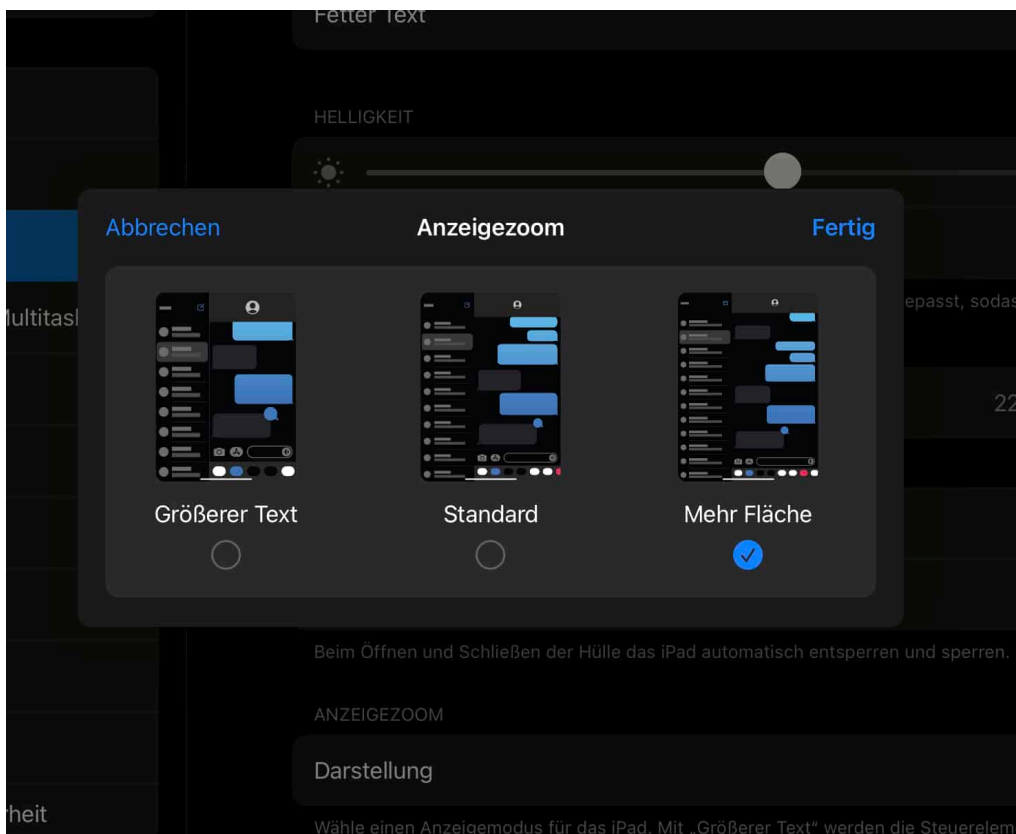 Fetter Text
HELLIGKEIT
Abbrechen
Anzeigezoom
Fertig
epasst, sodas
Multitas
22
Größerer Text
Standard
Mehr Fläche
Beim Öffnen und Schließen der Hülle das iPad automatisch entsperren und sperren.
ANZEIGEZOOM
Darstellung
rheit
Wähle einen Anzeigemodus für das iPad. Mit „Größerer Text“ werden die Steuerelem